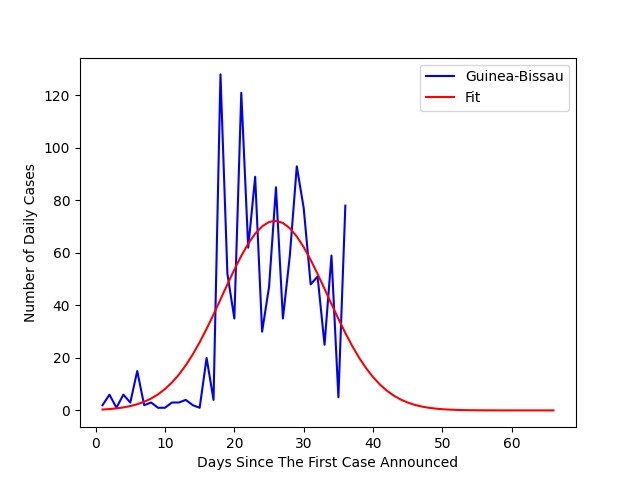 Guinea-Bissau
Fit
Number of Daily Cases
120
100
80
60
40
20
0
0 10 20 30 40 50 60
Days Since The First Case Announced